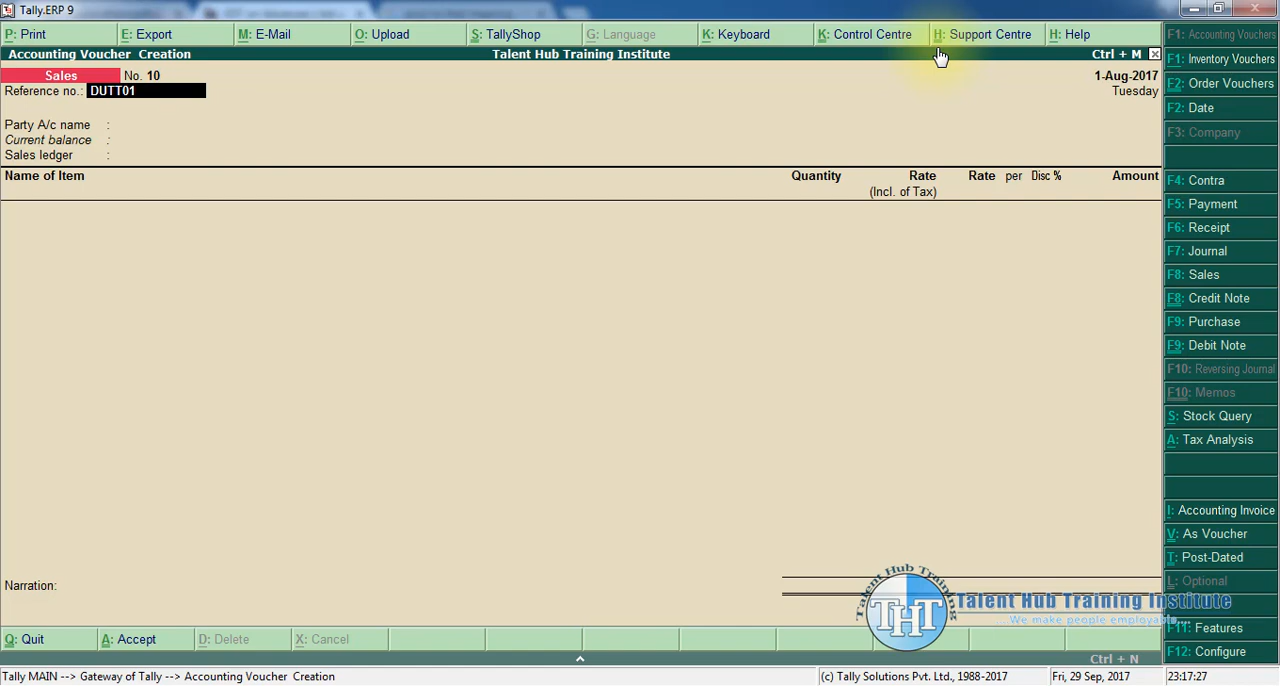 Tally.ERP 9
P: Print E: Export M: E-Mail O: Upload S: TallyShop G: Language K: Keyboard K: Control Centre H: Support Centre H: Help
Accounting Voucher Creation Talent Hub Training Institute Ctrl + M
Sales No. 10 1-Aug-2017
Reference no.: DUTT01 Tuesday
Party A/c name :
Current balance :
Sales ledger :
Name of Item Quantity Rate Rate per Disc % Amount
(Incl. of Tax)
F1: Accounting Vouchers
F1: Inventory Vouchers
F2: Order Vouchers
F2: Date
F3: Company
F4: Contra
F5: Payment
F6: Receipt
F7: Journal
F8: Sales
F8: Credit Note
F9: Purchase
F9: Debit Note
F10: Reversing Journal
F10: Memos
S: Stock Query
A: Tax Analysis
I: Accounting Invoice
V: As Voucher
T: Post-Dated
L: Optional
F11: Features
F12: Configure
Narration:
Talent Hub Training
THT
Talent Hub Training Institute
...We make people employable....
Q: Quit A: Accept D: Delete X: Cancel
Ctrl + N
Tally MAIN --> Gateway of Tally --> Accounting Voucher Creation (c) Tally Solutions Pvt. Ltd., 1988-2017 Fri, 29 Sep, 2017 23:17:27